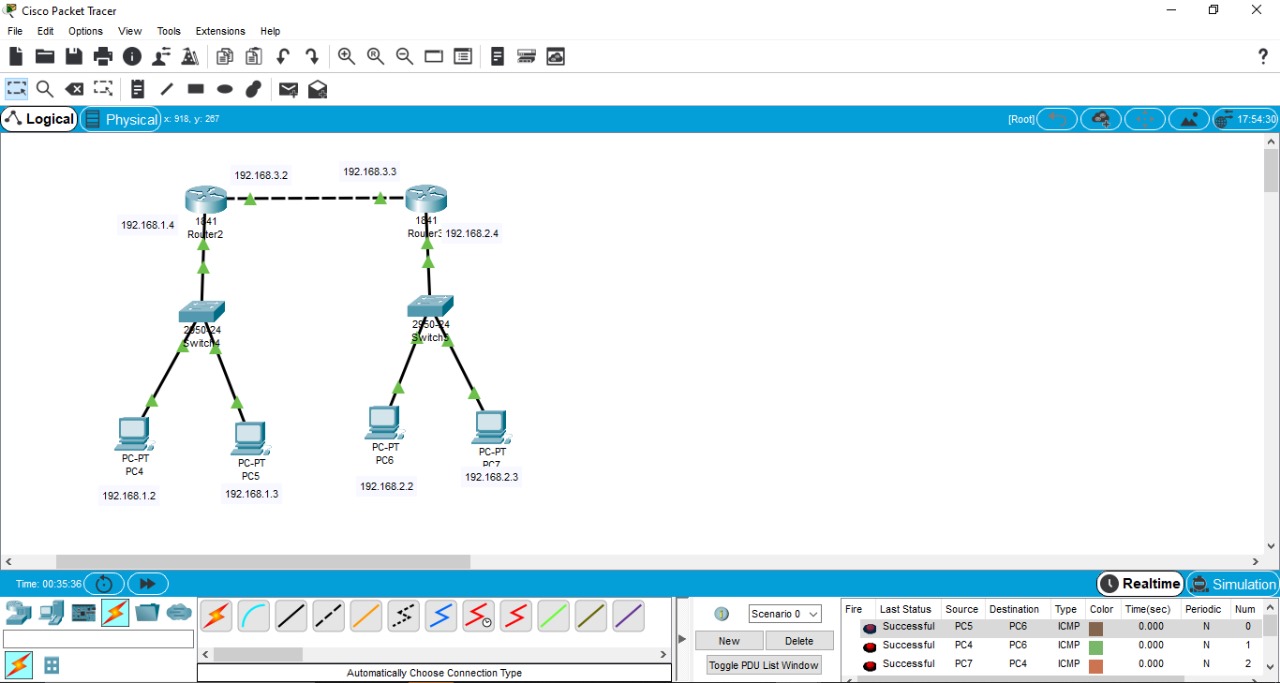 Cisco Packet Tracer
File Edit Options View Tools Extensions Help
Logical Physical x: 918, y: 267 [Root] 17:54:30
192.168.3.2 192.168.3.3
192.168.1.4 1841 1841
Router2 Router3 192.168.2.4
2950-24 2950-24
Switch4 Switch5
PC-PT PC-PT PC-PT PC-PT
PC4 PC5 PC6 PC7
192.168.1.2 192.168.1.3 192.168.2.2 192.168.2.3
Time: 00:35:36 Realtime Simulation
Scenario 0
New Delete
Toggle PDU List Window
Automatically Choose Connection Type
Fire Last Status Source Destination Type Color Time(sec) Periodic Num
Successful PC5 PC6 ICMP 0.000 N 0
Successful PC4 PC6 ICMP 0.000 N 1
Successful PC7 PC4 ICMP 0.000 N 2